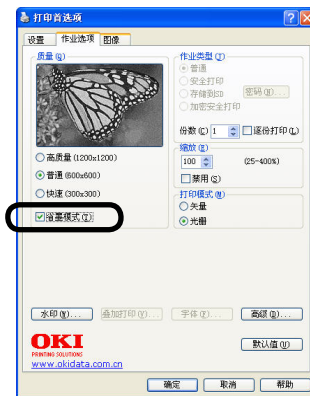 打印首选项
设置 作业选项 图像
质量(Q)
高质量 (1200x1200)
普通 (600x600)
快速 (300x300)
省墨模式(T)
作业类型(J)
普通
安全打印
存储到SD
加密安全打印
密码(N)...
份数(C) 1 逐份打印(L)
缩放(E)
100 (25~400%)
禁用(S)
打印模式(M)
矢量
光栅
水印(W)... 叠加打印(V)... 字体(F)... 高级(D)...
OKI
PRINTING SOLUTIONS
www.okidata.com.cn
默认值(U)
确定 取消 帮助